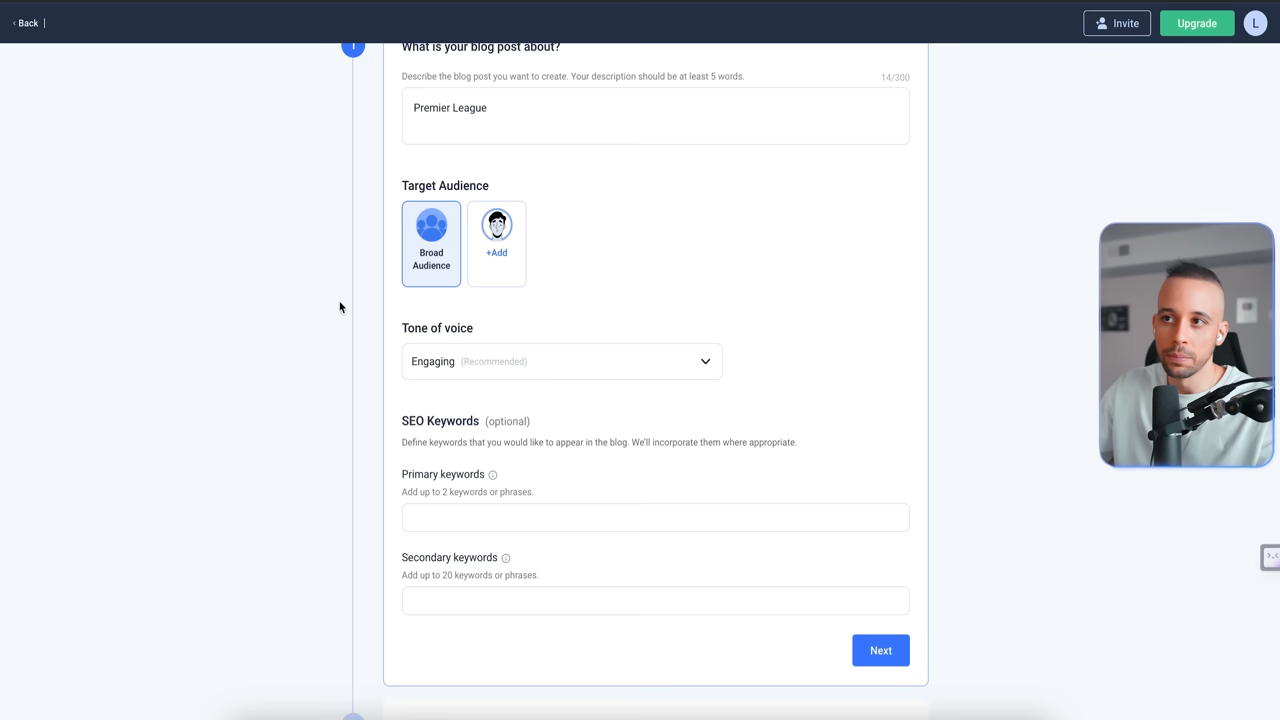 ‹ Back |
Invite
Upgrade
L
1
What is your blog post about?
Describe the blog post you want to create. Your description should be at least 5 words.
14/300
Premier League
Target Audience
Broad
Audience
+Add
Tone of voice
Engaging (Recommended)
SEO Keywords (optional)
Define keywords that you would like to appear in the blog. We'll incorporate them where appropriate.
Primary keywords
Add up to 2 keywords or phrases.
Secondary keywords
Add up to 20 keywords or phrases.
Next